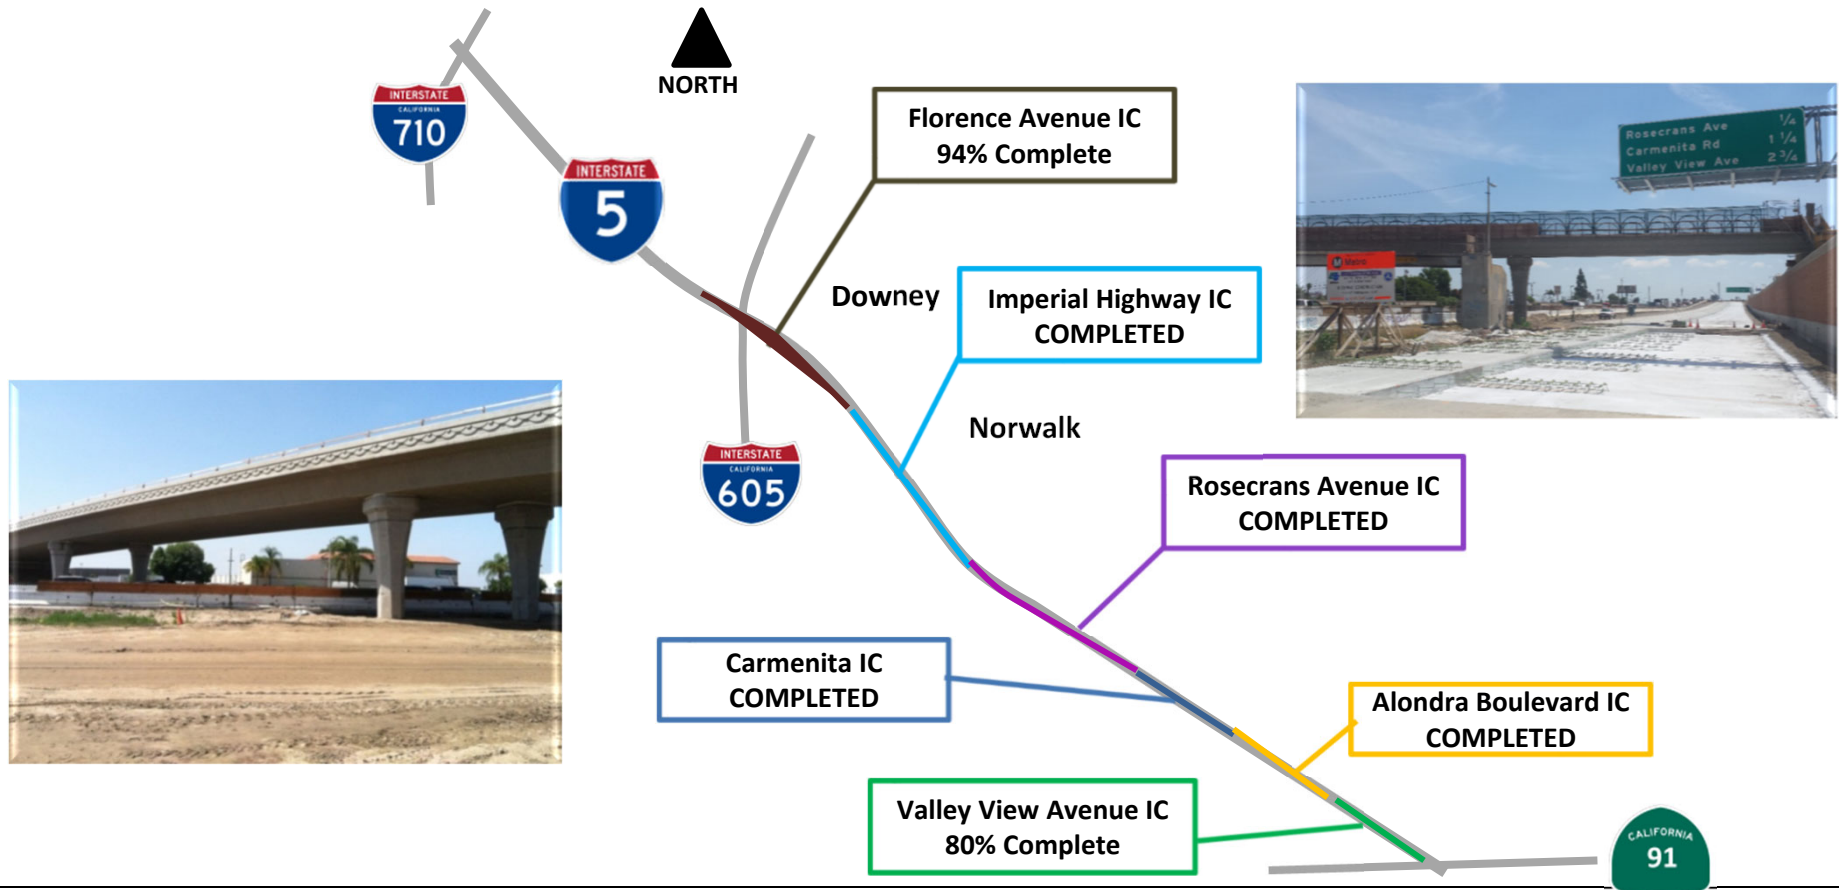 NORTH
INTERSTATE
CALIFORNIA
710
INTERSTATE
5
Florence Avenue IC
94% Complete
Rosecrans Ave 1/4
Carmenita Rd 1 1/4
Valley View Ave 2 3/4
Metro
Downey
Imperial Highway IC
COMPLETED
Norwalk
INTERSTATE
CALIFORNIA
605
Rosecrans Avenue IC
COMPLETED
Carmenita IC
COMPLETED
Alondra Boulevard IC
COMPLETED
Valley View Avenue IC
80% Complete
CALIFORNIA
91